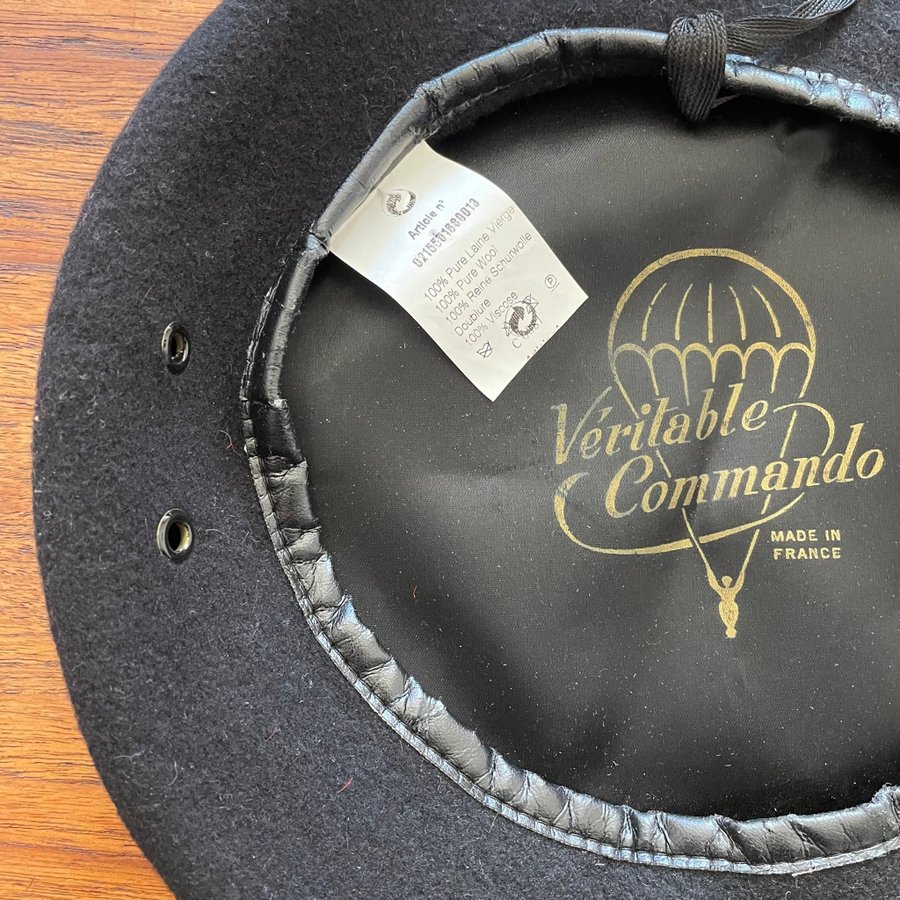 Article n°
0215501880013
100% Pure Laine Vierge
100% Pure Wool
100% Reine Schurwolle
Doublure
100% Viscose
P
Véritable
Commando
MADE IN
FRANCE